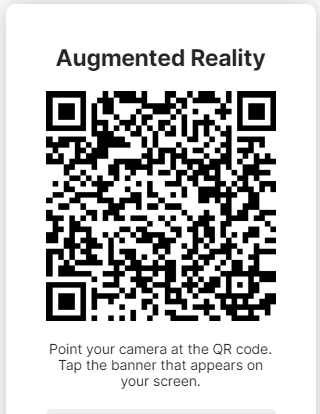 Augmented Reality
Point your camera at the QR code.
Tap the banner that appears on
your screen.